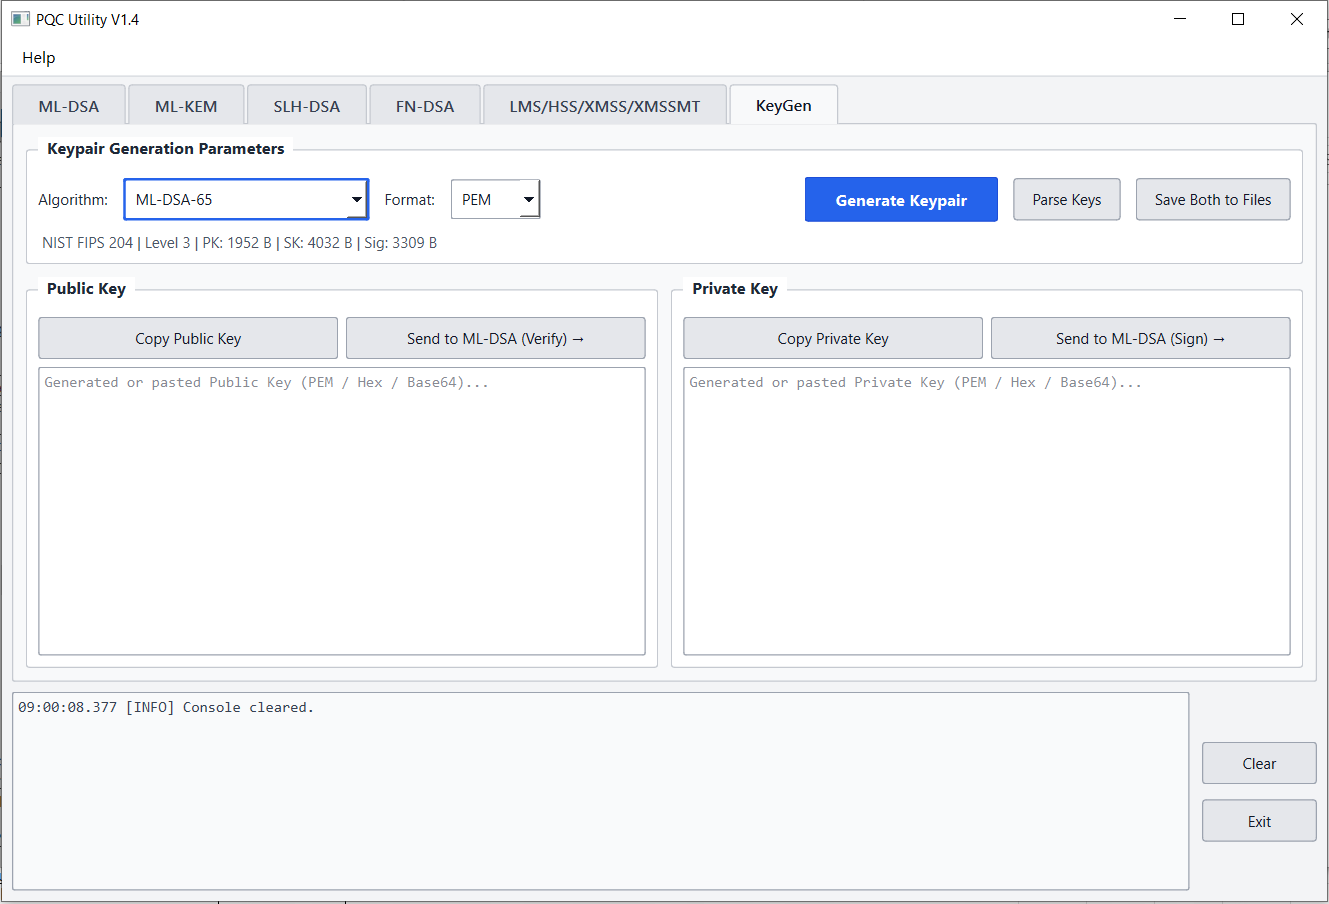 PQC Utility V1.4
Help
ML-DSA
ML-KEM
SLH-DSA
FN-DSA
LMS/HSS/XMSS/XMSSMT
KeyGen
Keypair Generation Parameters
Algorithm: ML-DSA-65 Format: PEM Generate Keypair Parse Keys Save Both to Files
NIST FIPS 204 | Level 3 | PK: 1952 B | SK: 4032 B | Sig: 3309 B
Public Key
Copy Public Key Send to ML-DSA (Verify) →
Generated or pasted Public Key (PEM / Hex / Base64)...
Private Key
Copy Private Key Send to ML-DSA (Sign) →
Generated or pasted Private Key (PEM / Hex / Base64)...
09:00:08.377 [INFO] Console cleared.
Clear
Exit